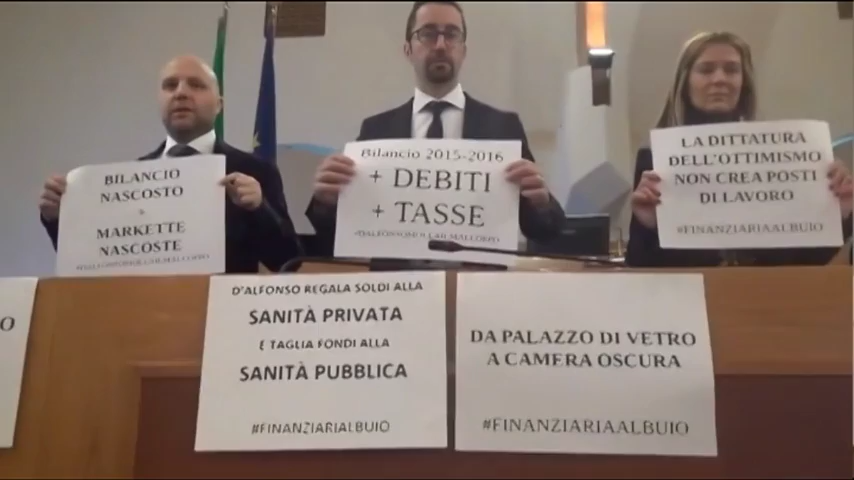 BILANCIO
NASCOSTO
MARKETTE
NASCOSTE
Bilancio 2015-2016
+ DEBITI
+ TASSE
LA DITTATURA
DELL'OTTIMISMO
NON CREA POSTI
DI LAVORO
#FINANZIARIAALBUIO
O
D'ALFONSO REGALA SOLDI ALLA
SANITÀ PRIVATA
E TAGLIA FONDI ALLA
SANITÀ PUBBLICA
#FINANZIARIALBUIO
DA PALAZZO DI VETRO
A CAMERA OSCURA
#FINANZIARIAALBUIO